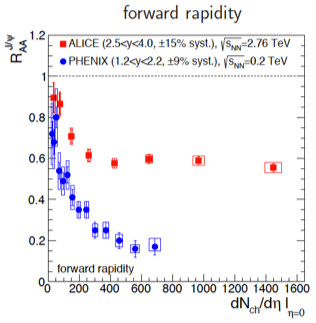 forward rapidity
R_AA^J/ψ
ALICE (2.5<y<4.0, ±15% syst.), √s_NN=2.76 TeV
PHENIX (1.2<y<2.2, ±9% syst.), √s_NN=0.2 TeV
1.2
1
0.8
0.6
0.4
0.2
0
forward rapidity
0 200 400 600 800 1000 1200 1400 1600
dN_ch/dη |_η=0